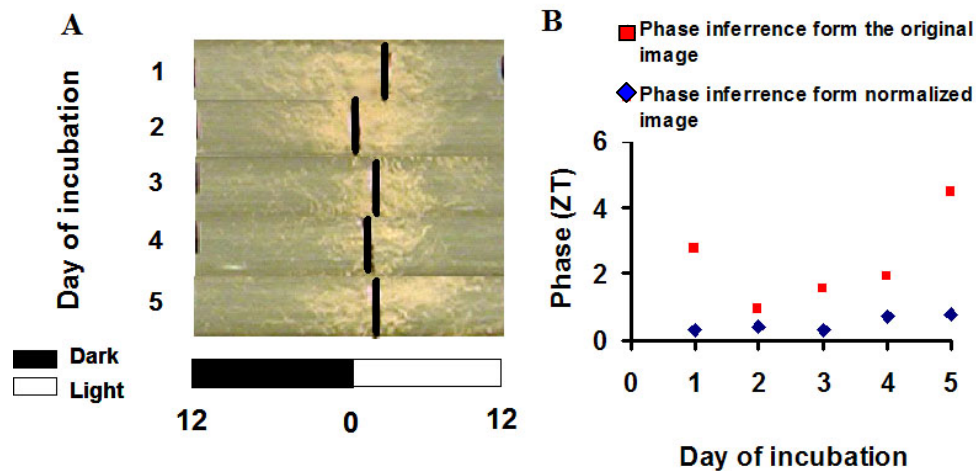 A
Day of incubation
1
2
3
4
5
Dark
Light
12
0
12
B
Phase inferrence form the original
image
Phase inferrence form normalized
image
Phase (ZT)
6
4
2
0
0 1 2 3 4 5
Day of incubation